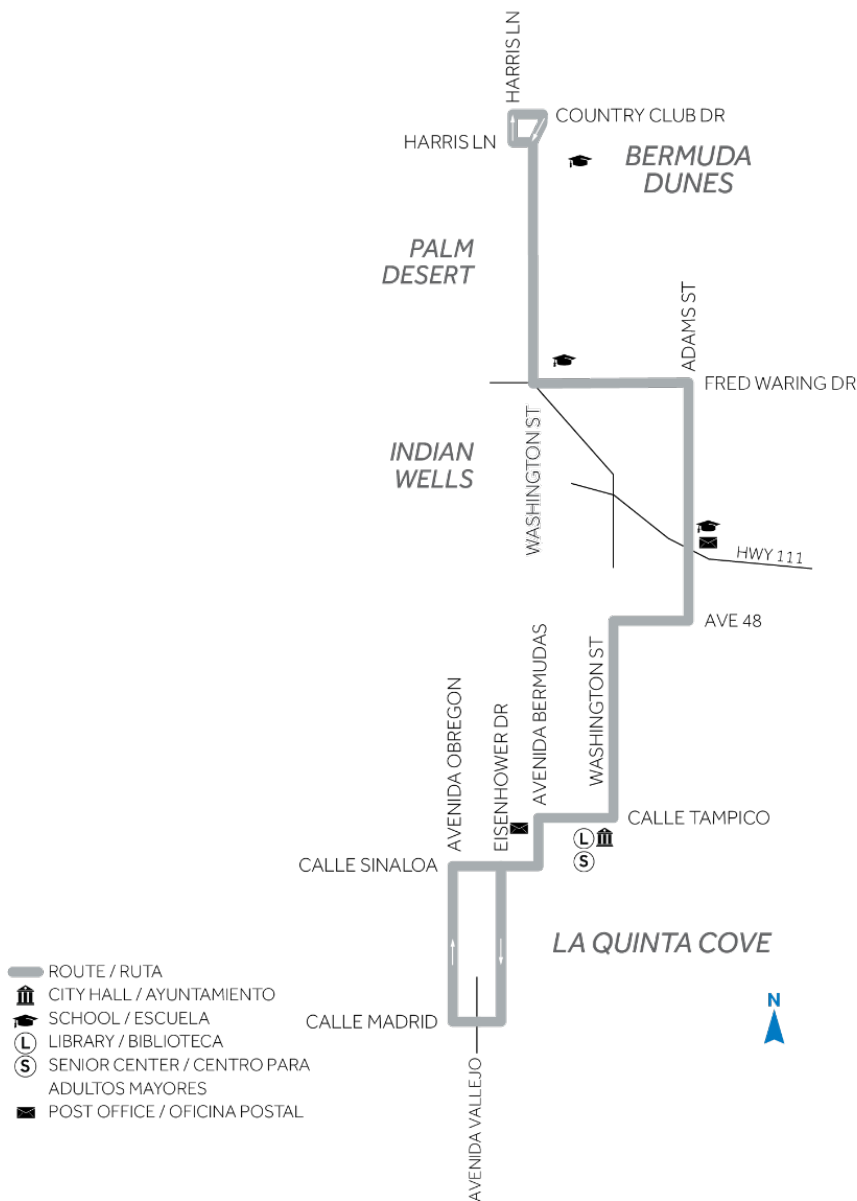 HARRIS LN
COUNTRY CLUB DR
HARRIS LN
BERMUDA
DUNES
PALM
DESERT
ADAMS ST
FRED WARING DR
WASHINGTON ST
INDIAN
WELLS
HWY 111
AVE 48
WASHINGTON ST
AVENIDA BERMUDAS
EISENHOWER DR
AVENIDA OBREGON
CALLE TAMPICO
L
S
CALLE SINALOA
LA QUINTA COVE
CALLE MADRID
AVENIDA VALLEJO
N
ROUTE / RUTA
CITY HALL / AYUNTAMIENTO
SCHOOL / ESCUELA
L LIBRARY / BIBLIOTECA
S SENIOR CENTER / CENTRO PARA
ADULTOS MAYORES
POST OFFICE / OFICINA POSTAL